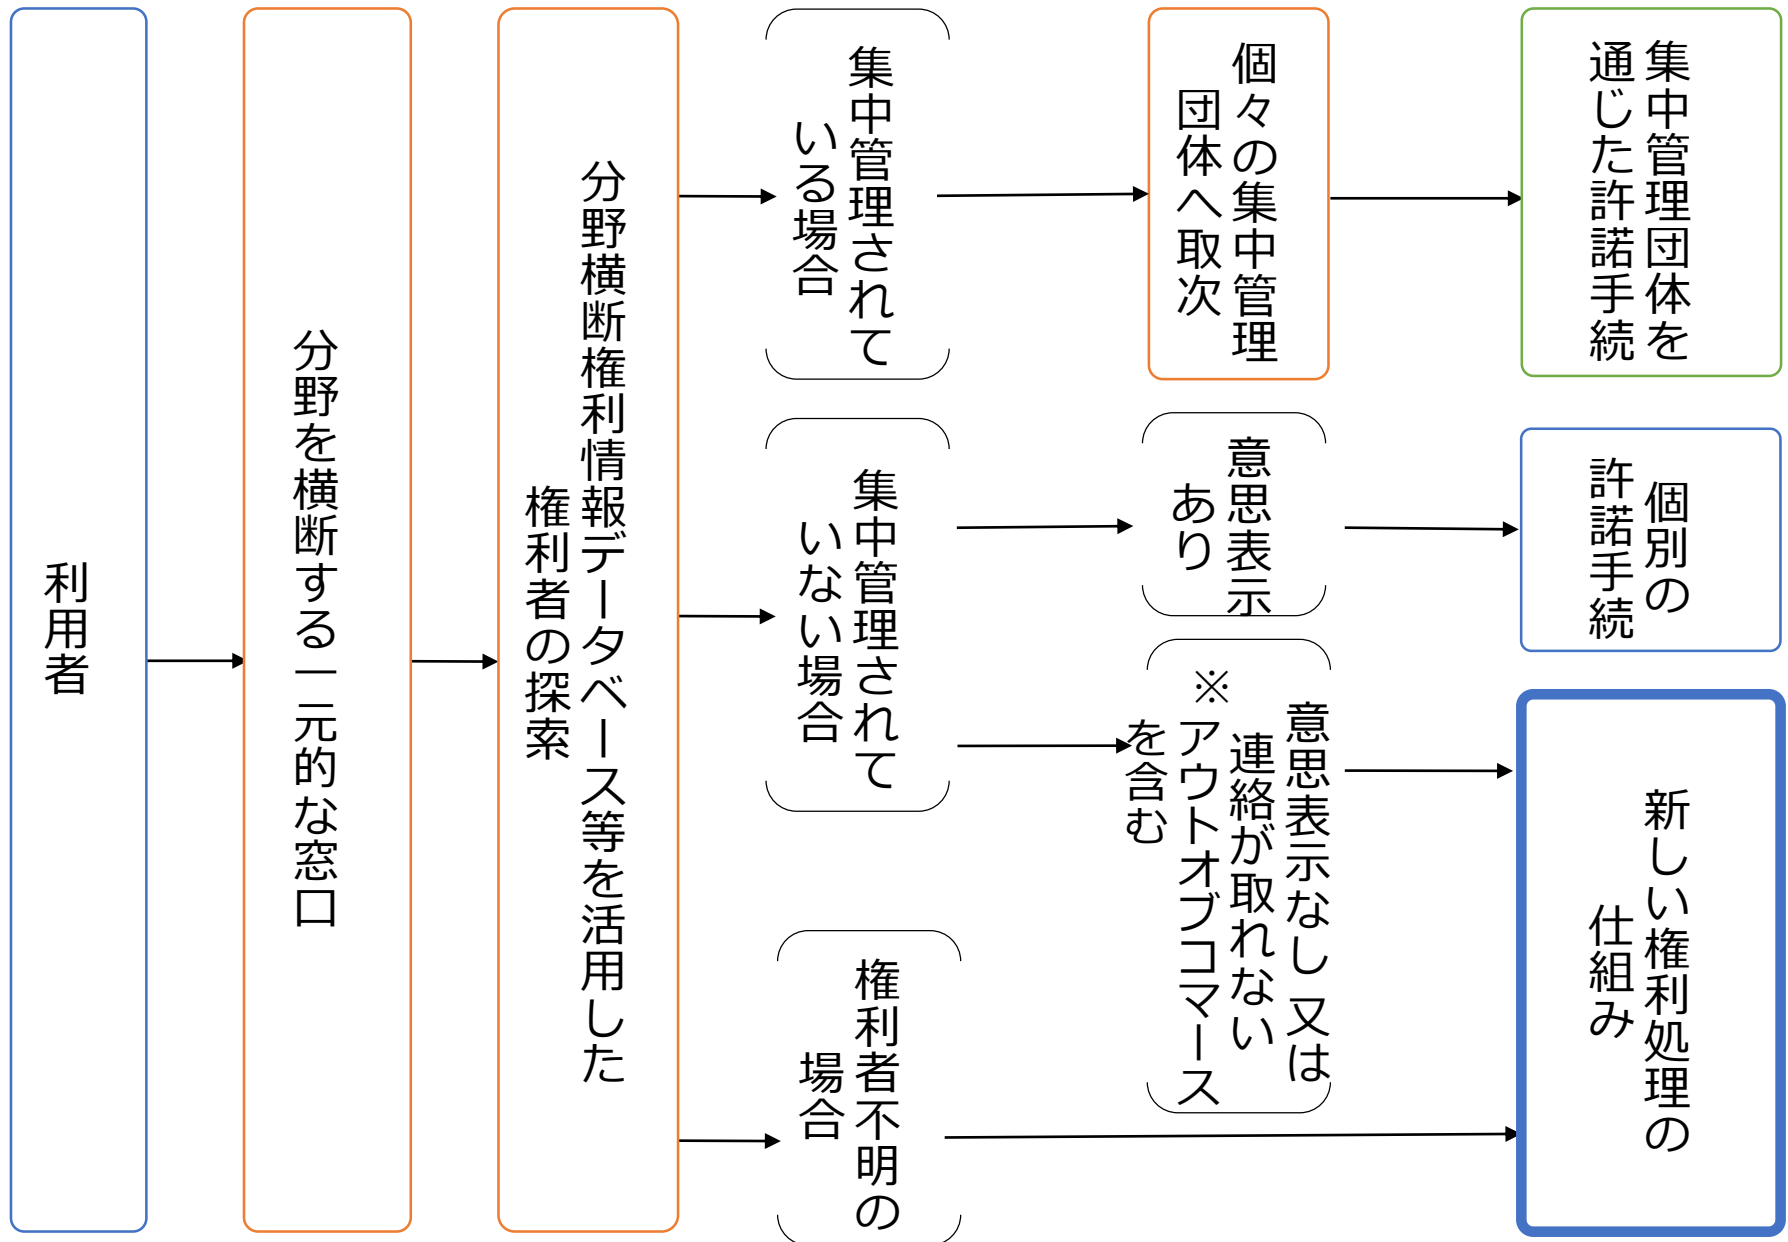 利用者
分野を横断する一元的な窓口
分野横断権利情報データベース等を活用した
権利者の探索
集中管理されて
いる場合
個々の集中管理
団体へ取次
集中管理団体を
通じた許諾手続
集中管理されて
いない場合
意思表示
あり
個別の
許諾手続
意思表示なし又は
連絡が取れない
※アウトオブコマース
を含む
権利者不明の
場合
新しい権利処理の
仕組み